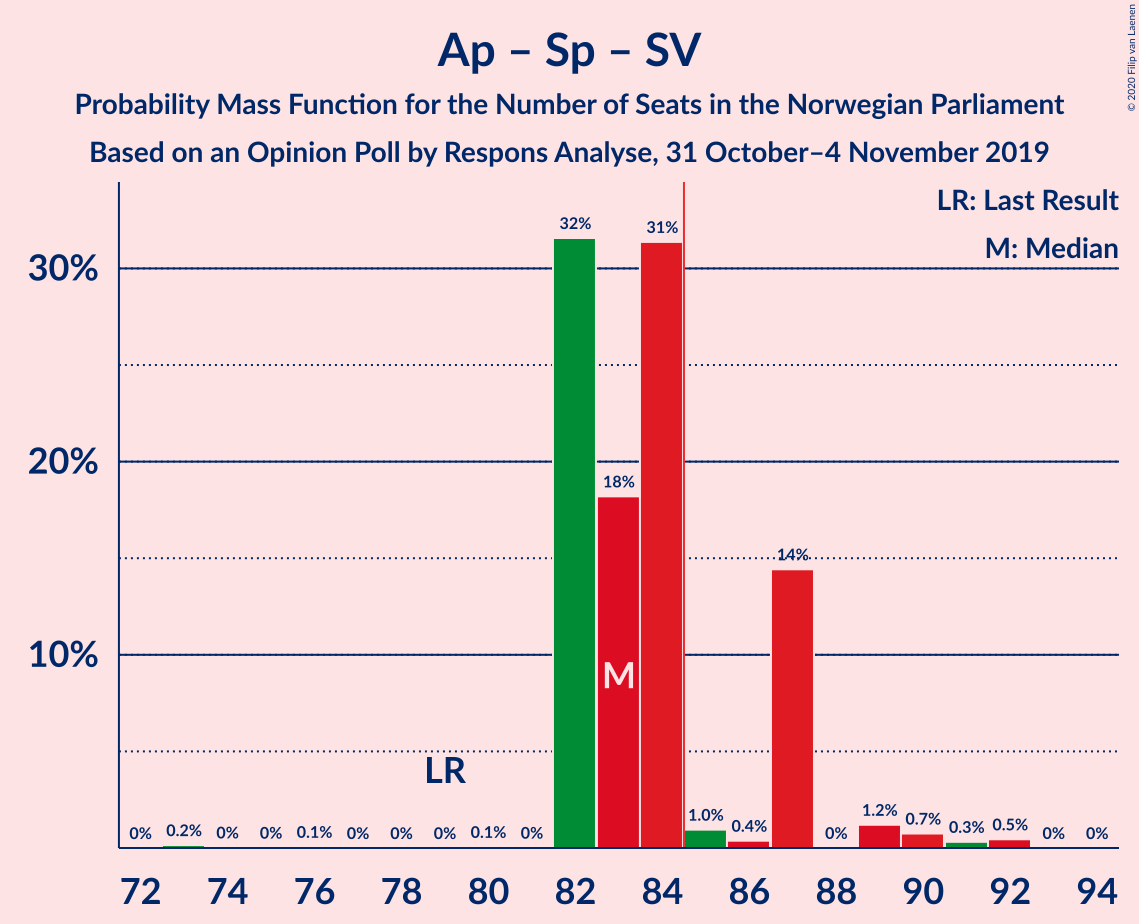 Ap – Sp – SV
Probability Mass Function for the Number of Seats in the Norwegian Parliament
Based on an Opinion Poll by Respons Analyse, 31 October–4 November 2019
© 2020 Filip van Laenen
LR: Last Result
M: Median
30%
20%
10%
32%
31%
18%
14%
M
LR
0% 0.2% 0% 0% 0.1% 0% 0% 0% 0.1% 0% 1.0% 0.4% 0% 1.2% 0.7% 0.3% 0.5% 0% 0%
72 74 76 78 80 82 84 86 88 90 92 94